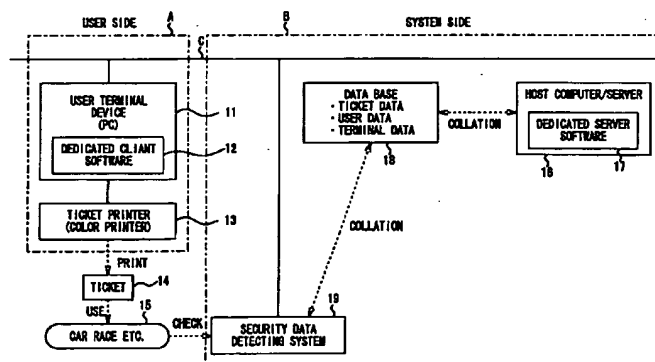 USER SIDE
A
B
SYSTEM SIDE
C
USER TERMINAL
DEVICE
(PC)
11
DEDICATED CLIANT
SOFTWARE
12
TICKET PRINTER
(COLOR PRINTER)
13
PRINT
TICKET
14
USE
15
CAR RACE ETC.
CHECK
DATA BASE
· TICKET DATA
· USER DATA
· TERMINAL DATA
18
COLLATION
HOST COMPUTER/SERVER
DEDICATED SERVER
SOFTWARE
16
17
COLLATION
19
SECURITY DATA
DETECTING SYSTEM